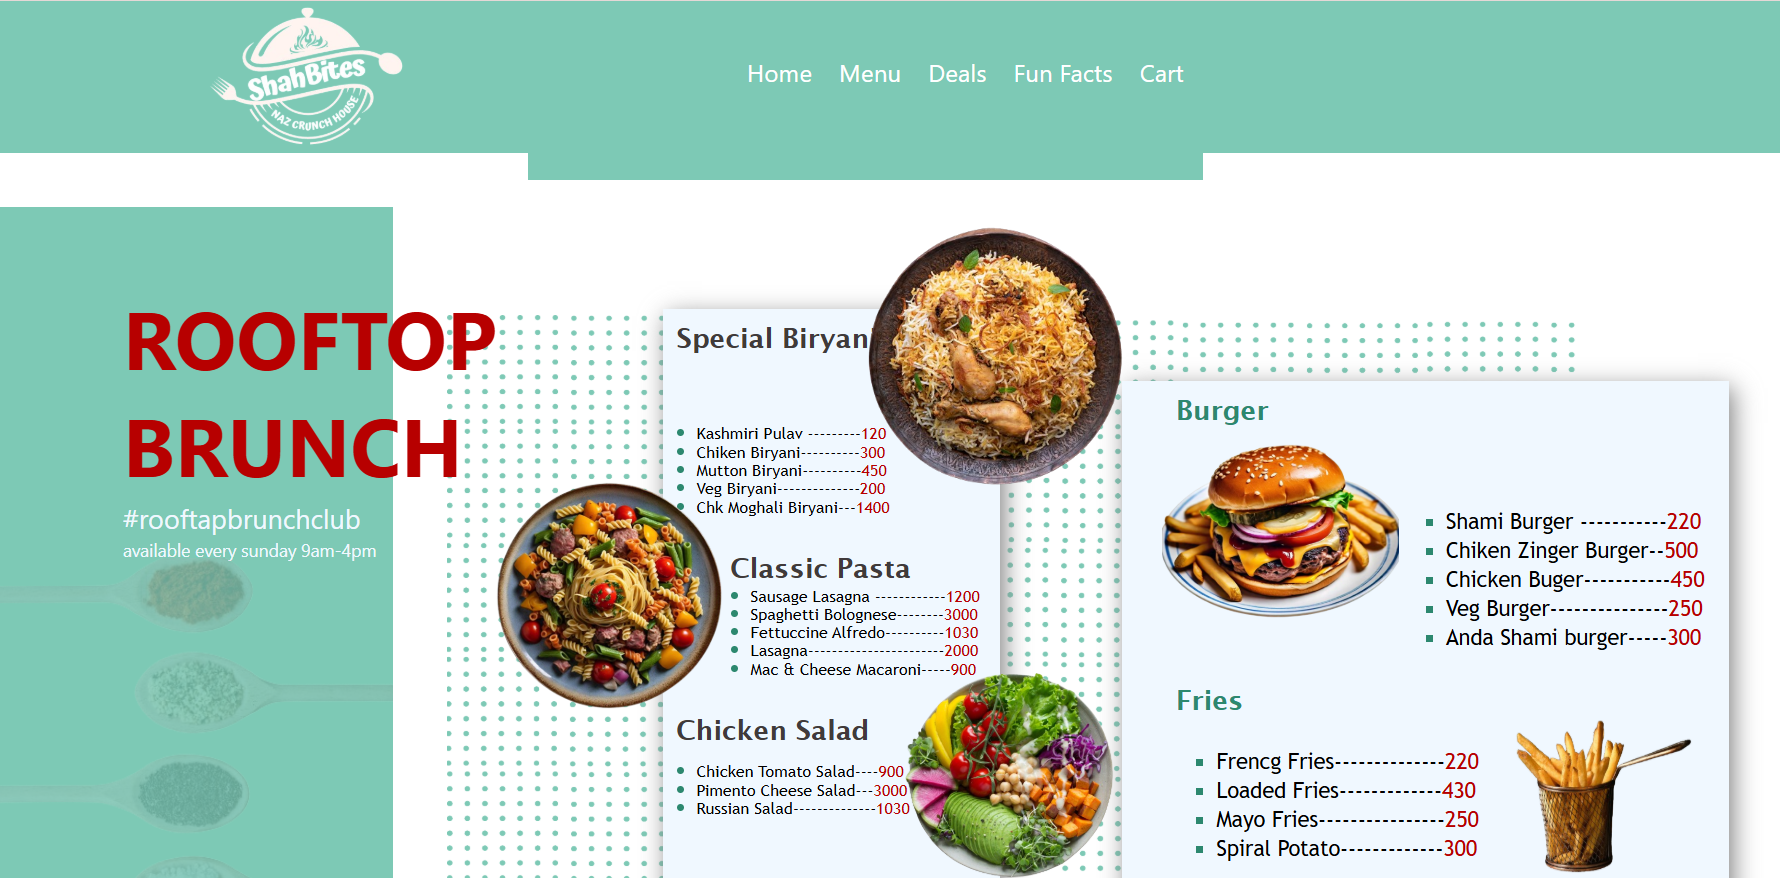 ShahBites
NAZ CRUNCH HOUSE
Home Menu Deals Fun Facts Cart
ROOFTOP
BRUNCH
#rooftapbrunchclub
available every sunday 9am-4pm
Special Biryani
Kashmiri Pulav ---------120
Chiken Biryani----------300
Mutton Biryani----------450
Veg Biryani--------------200
Chk Moghali Biryani---1400
Classic Pasta
Sausage Lasagna ------------1200
Spaghetti Bolognese--------3000
Fettuccine Alfredo----------1030
Lasagna-----------------------2000
Mac & Cheese Macaroni-----900
Chicken Salad
Chicken Tomato Salad----900
Pimento Cheese Salad---3000
Russian Salad--------------1030
Burger
Shami Burger -----------220
Chiken Zinger Burger--500
Chicken Buger-----------450
Veg Burger---------------250
Anda Shami burger-----300
Fries
Frencg Fries--------------220
Loaded Fries-------------430
Mayo Fries----------------250
Spiral Potato-------------300